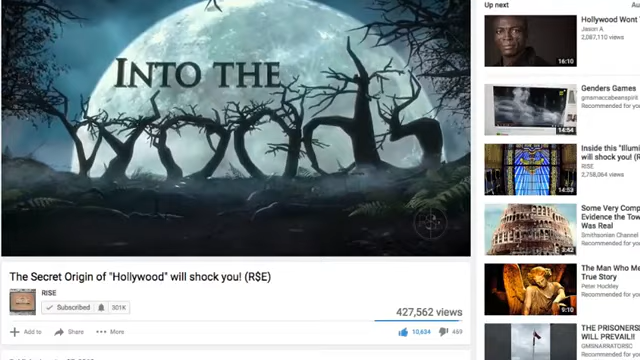 INTO THE
WOODS
The Secret Origin of "Hollywood" will shock you! (R$E)
RISE
Subscribed
301K
427,562 views
Add to
Share
More
10,634
459
Up next
Hollywood Wont
Jason A
2,087,110 views
16:10
Genders Games
gmsmaccabeanspirit
Recommended for you
14:54
Inside this "Illumi
will shock you! (R
RISE
2,758,064 views
14:53
Some Very Comp
Evidence the Tow
Was Real
Smithsonian Channel
Recommended for you
3:42
The Man Who Me
True Story
Peter Hockley
Recommended for you
9:10
THE PRISONERS
WILL PREVAIL!!
GMSNARRATOREC
Recommended for you